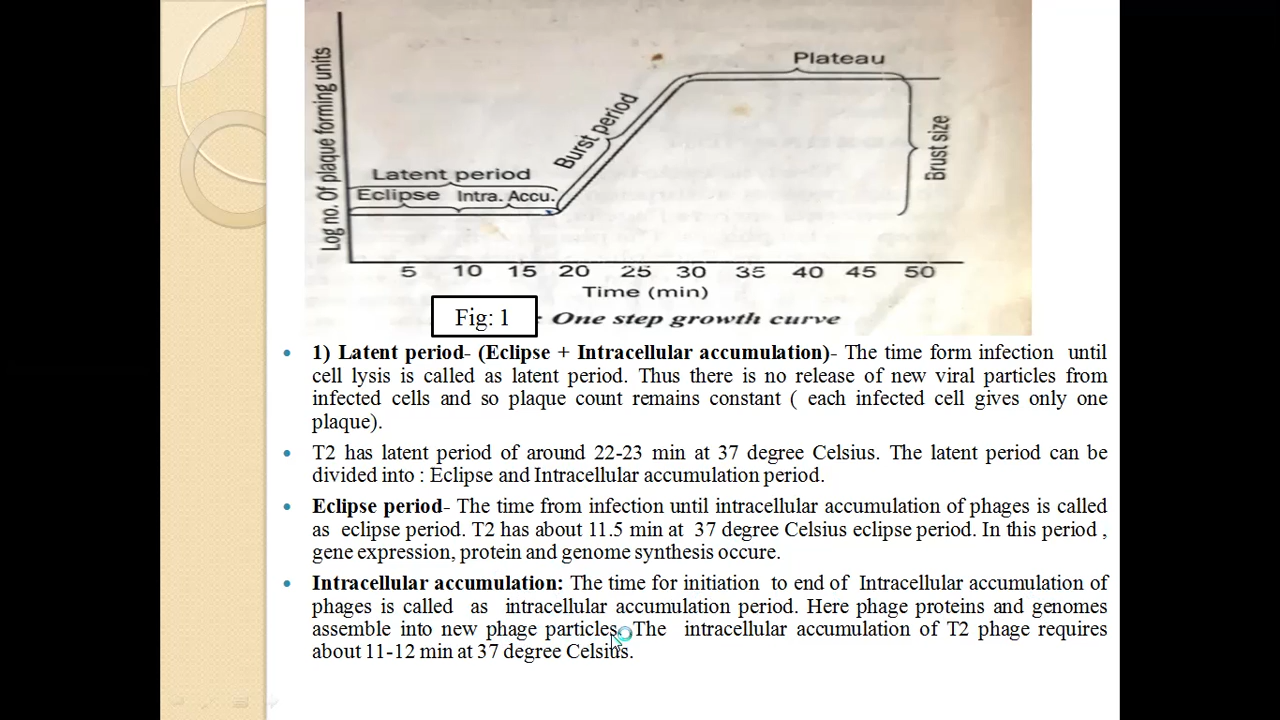 Plateau
Log no. Of plaque forming units
Burst period
Brust size
Latent period
Eclipse Intra. Accu.
5 10 15 20 25 30 35 40 45 50
Time (min)
Fig: 1 : One step growth curve
• 1) Latent period- (Eclipse + Intracellular accumulation)- The time form infection until
cell lysis is called as latent period. Thus there is no release of new viral particles from
infected cells and so plaque count remains constant ( each infected cell gives only one
plaque).
• T2 has latent period of around 22-23 min at 37 degree Celsius. The latent period can be
divided into : Eclipse and Intracellular accumulation period.
• Eclipse period- The time from infection until intracellular accumulation of phages is called
as eclipse period. T2 has about 11.5 min at 37 degree Celsius eclipse period. In this period ,
gene expression, protein and genome synthesis occure.
• Intracellular accumulation: The time for initiation to end of Intracellular accumulation of
phages is called as intracellular accumulation period. Here phage proteins and genomes
assemble into new phage particles. The intracellular accumulation of T2 phage requires
about 11-12 min at 37 degree Celsius.